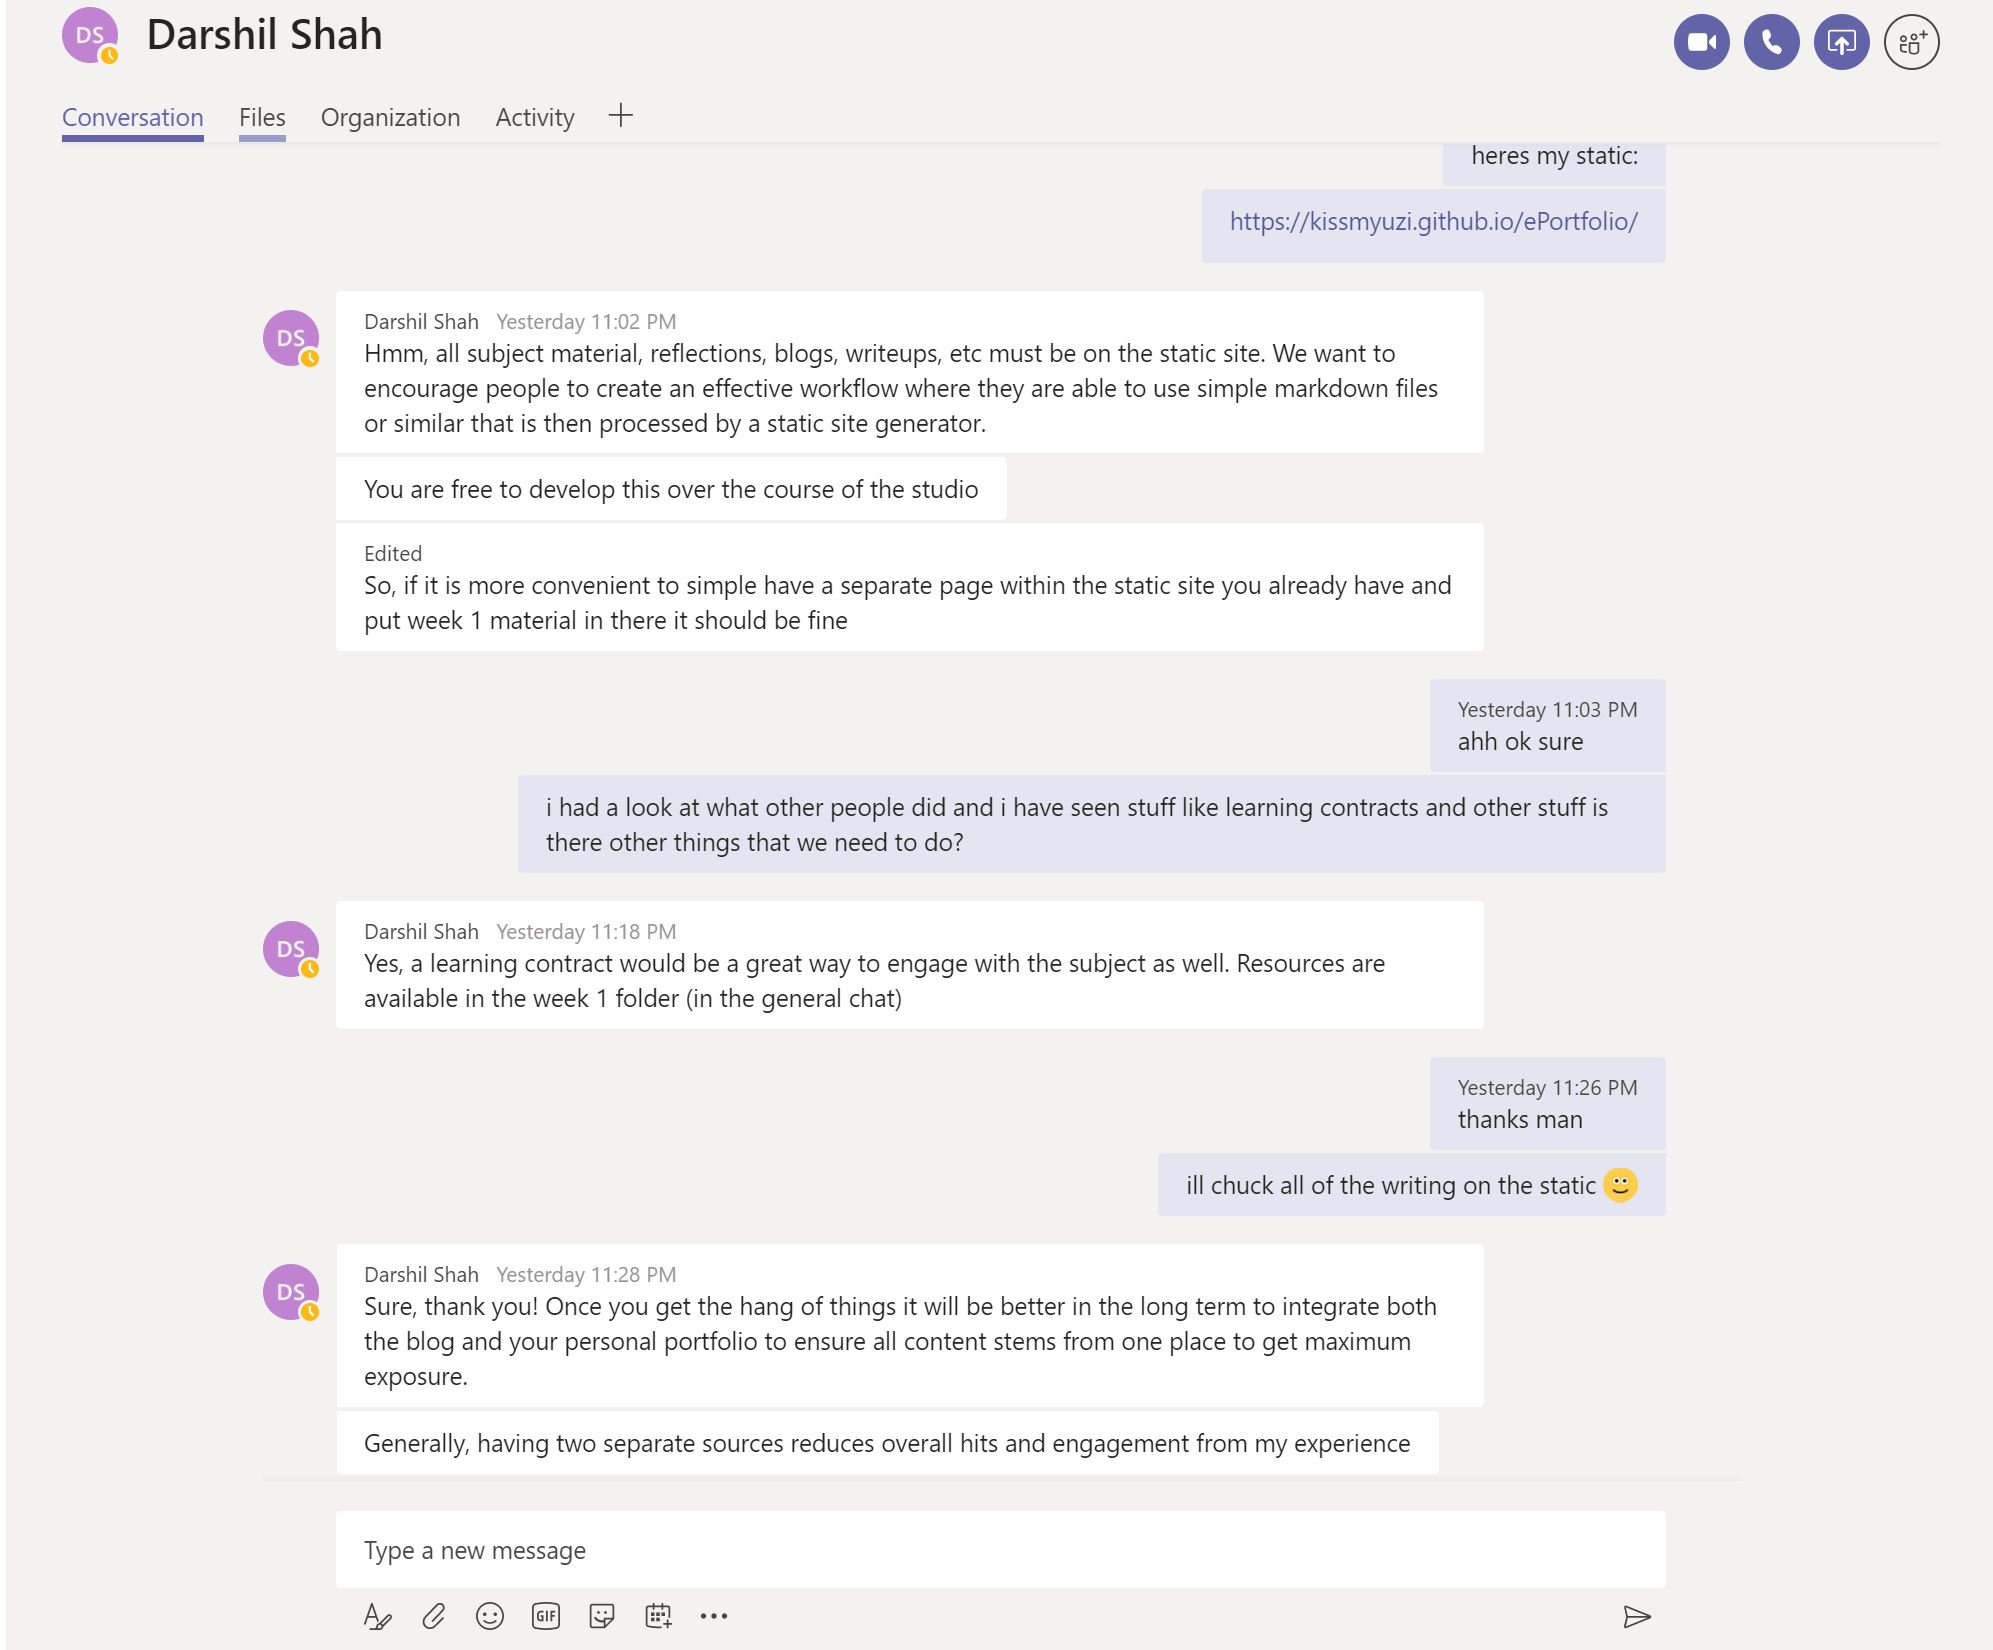 DS
Darshil Shah
Conversation Files Organization Activity
heres my static:
https://kissmyuzi.github.io/ePortfolio/
DS
Darshil Shah Yesterday 11:02 PM
Hmm, all subject material, reflections, blogs, writeups, etc must be on the static site. We want to
encourage people to create an effective workflow where they are able to use simple markdown files
or similar that is then processed by a static site generator.
You are free to develop this over the course of the studio
Edited
So, if it is more convenient to simple have a separate page within the static site you already have and
put week 1 material in there it should be fine
Yesterday 11:03 PM
ahh ok sure
i had a look at what other people did and i have seen stuff like learning contracts and other stuff is
there other things that we need to do?
DS
Darshil Shah Yesterday 11:18 PM
Yes, a learning contract would be a great way to engage with the subject as well. Resources are
available in the week 1 folder (in the general chat)
Yesterday 11:26 PM
thanks man
ill chuck all of the writing on the static
DS
Darshil Shah Yesterday 11:28 PM
Sure, thank you! Once you get the hang of things it will be better in the long term to integrate both
the blog and your personal portfolio to ensure all content stems from one place to get maximum
exposure.
Generally, having two separate sources reduces overall hits and engagement from my experience
Type a new message
GIF